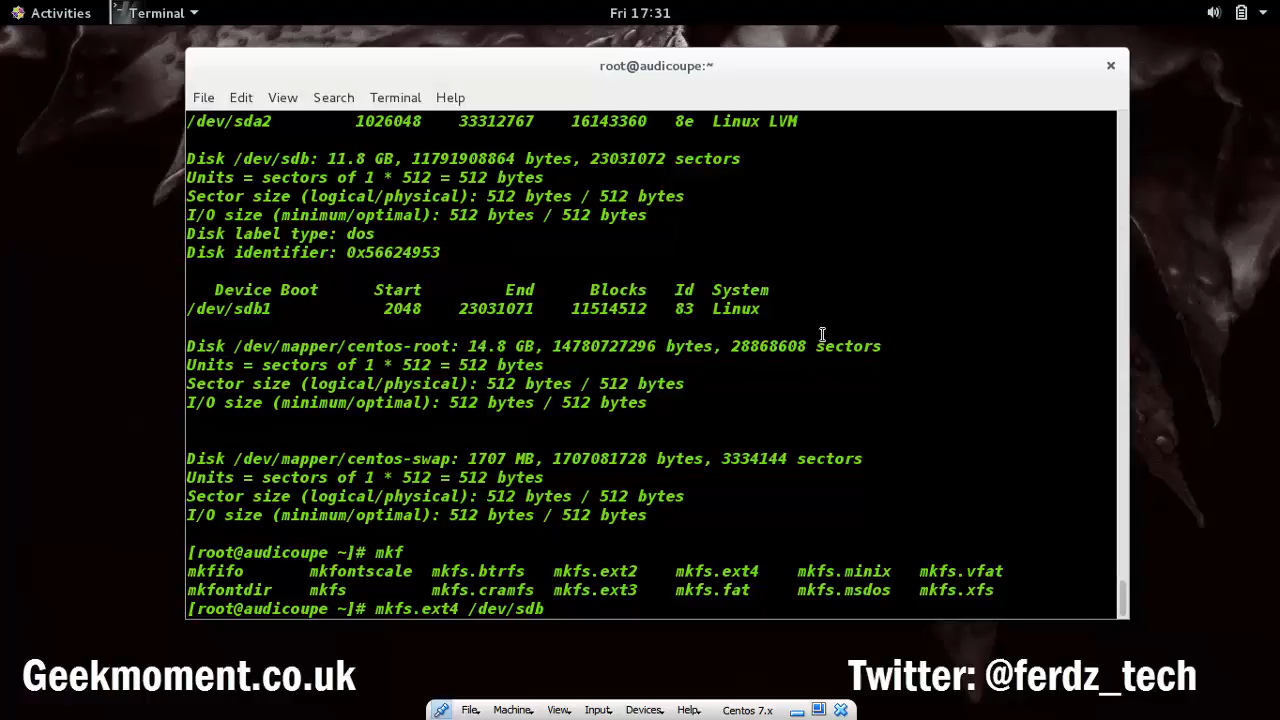 Activities Terminal Fri 17:31
root@audicoupe:~
File Edit View Search Terminal Help
/dev/sda2 1026048 33312767 16143360 8e Linux LVM
Disk /dev/sdb: 11.8 GB, 11791908864 bytes, 23031072 sectors
Units = sectors of 1 * 512 = 512 bytes
Sector size (logical/physical): 512 bytes / 512 bytes
I/O size (minimum/optimal): 512 bytes / 512 bytes
Disk label type: dos
Disk identifier: 0x56624953
Device Boot Start End Blocks Id System
/dev/sdb1 2048 23031071 11514512 83 Linux
Disk /dev/mapper/centos-root: 14.8 GB, 14780727296 bytes, 28868608 sectors
Units = sectors of 1 * 512 = 512 bytes
Sector size (logical/physical): 512 bytes / 512 bytes
I/O size (minimum/optimal): 512 bytes / 512 bytes
Disk /dev/mapper/centos-swap: 1707 MB, 1707081728 bytes, 3334144 sectors
Units = sectors of 1 * 512 = 512 bytes
Sector size (logical/physical): 512 bytes / 512 bytes
I/O size (minimum/optimal): 512 bytes / 512 bytes
[root@audicoupe ~]# mkf
mkfifo mkfontscale mkfs.btrfs mkfs.ext2 mkfs.ext4 mkfs.minix mkfs.vfat
mkfontdir mkfs mkfs.cramfs mkfs.ext3 mkfs.fat mkfs.msdos mkfs.xfs
[root@audicoupe ~]# mkfs.ext4 /dev/sdb
Geekmoment.co.uk Twitter: @ferdz_tech
File Machine View Input Devices Help Centos 7.x